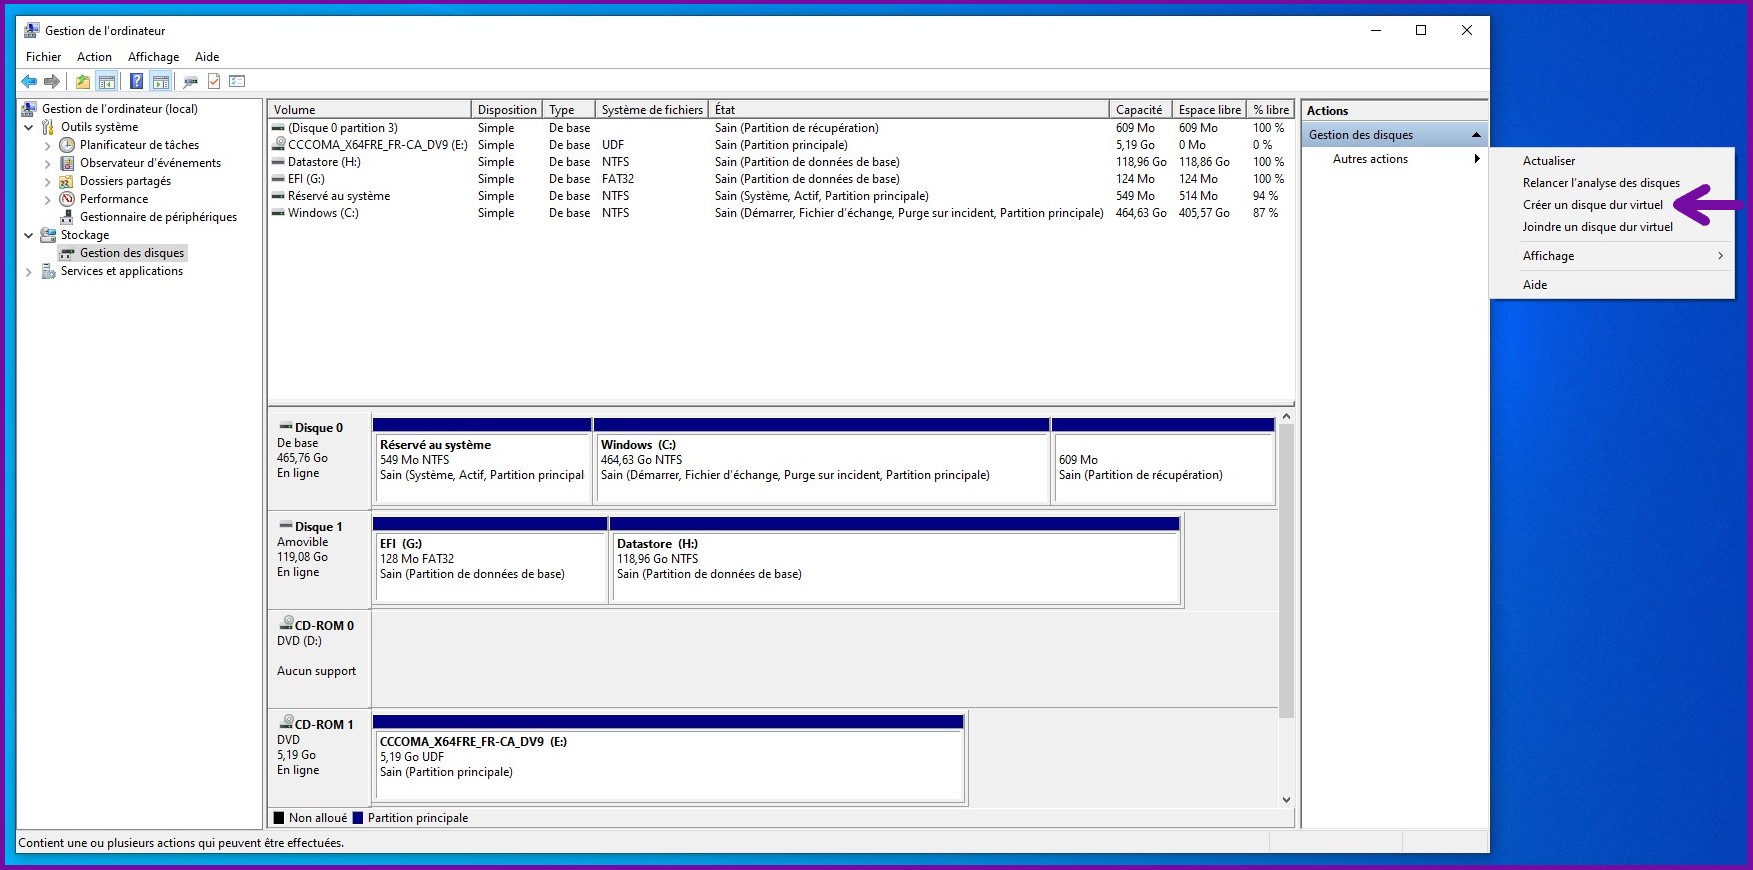 Gestion de l'ordinateur
Fichier Action Affichage Aide
Gestion de l'ordinateur (local)
Outils système
Planificateur de tâches
Observateur d'événements
Dossiers partagés
Performance
Gestionnaire de périphériques
Stockage
Gestion des disques
Services et applications
Volume Disposition Type Système de fichiers État Capacité Espace libre % libre
(Disque 0 partition 3) Simple De base Sain (Partition de récupération) 609 Mo 609 Mo 100 %
CCCOMA_X64FRE_FR-CA_DV9 (E:) Simple De base UDF Sain (Partition principale) 5,19 Go 0 Mo 0 %
Datastore (H:) Simple De base NTFS Sain (Partition de données de base) 118,96 Go 118,86 Go 100 %
EFI (G:) Simple De base FAT32 Sain (Partition de données de base) 124 Mo 124 Mo 100 %
Réservé au système Simple De base NTFS Sain (Système, Actif, Partition principale) 549 Mo 514 Mo 94 %
Windows (C:) Simple De base NTFS Sain (Démarrer, Fichier d'échange, Purge sur incident, Partition principale) 464,63 Go 405,57 Go 87 %
Disque 0
De base
465,76 Go
En ligne
Réservé au système
549 Mo NTFS
Sain (Système, Actif, Partition principal
Windows (C:)
464,63 Go NTFS
Sain (Démarrer, Fichier d'échange, Purge sur incident, Partition principale)
609 Mo
Sain (Partition de récupération)
Disque 1
Amovible
119,08 Go
En ligne
EFI (G:)
128 Mo FAT32
Sain (Partition de données de base)
Datastore (H:)
118,96 Go NTFS
Sain (Partition de données de base)
CD-ROM 0
DVD (D:)
Aucun support
CD-ROM 1
DVD
5,19 Go
En ligne
CCCOMA_X64FRE_FR-CA_DV9 (E:)
5,19 Go UDF
Sain (Partition principale)
Non alloué Partition principale
Actions
Gestion des disques
Autres actions
Actualiser
Relancer l'analyse des disques
Créer un disque dur virtuel
Joindre un disque dur virtuel
Affichage
Aide
Contient une ou plusieurs actions qui peuvent être effectuées.